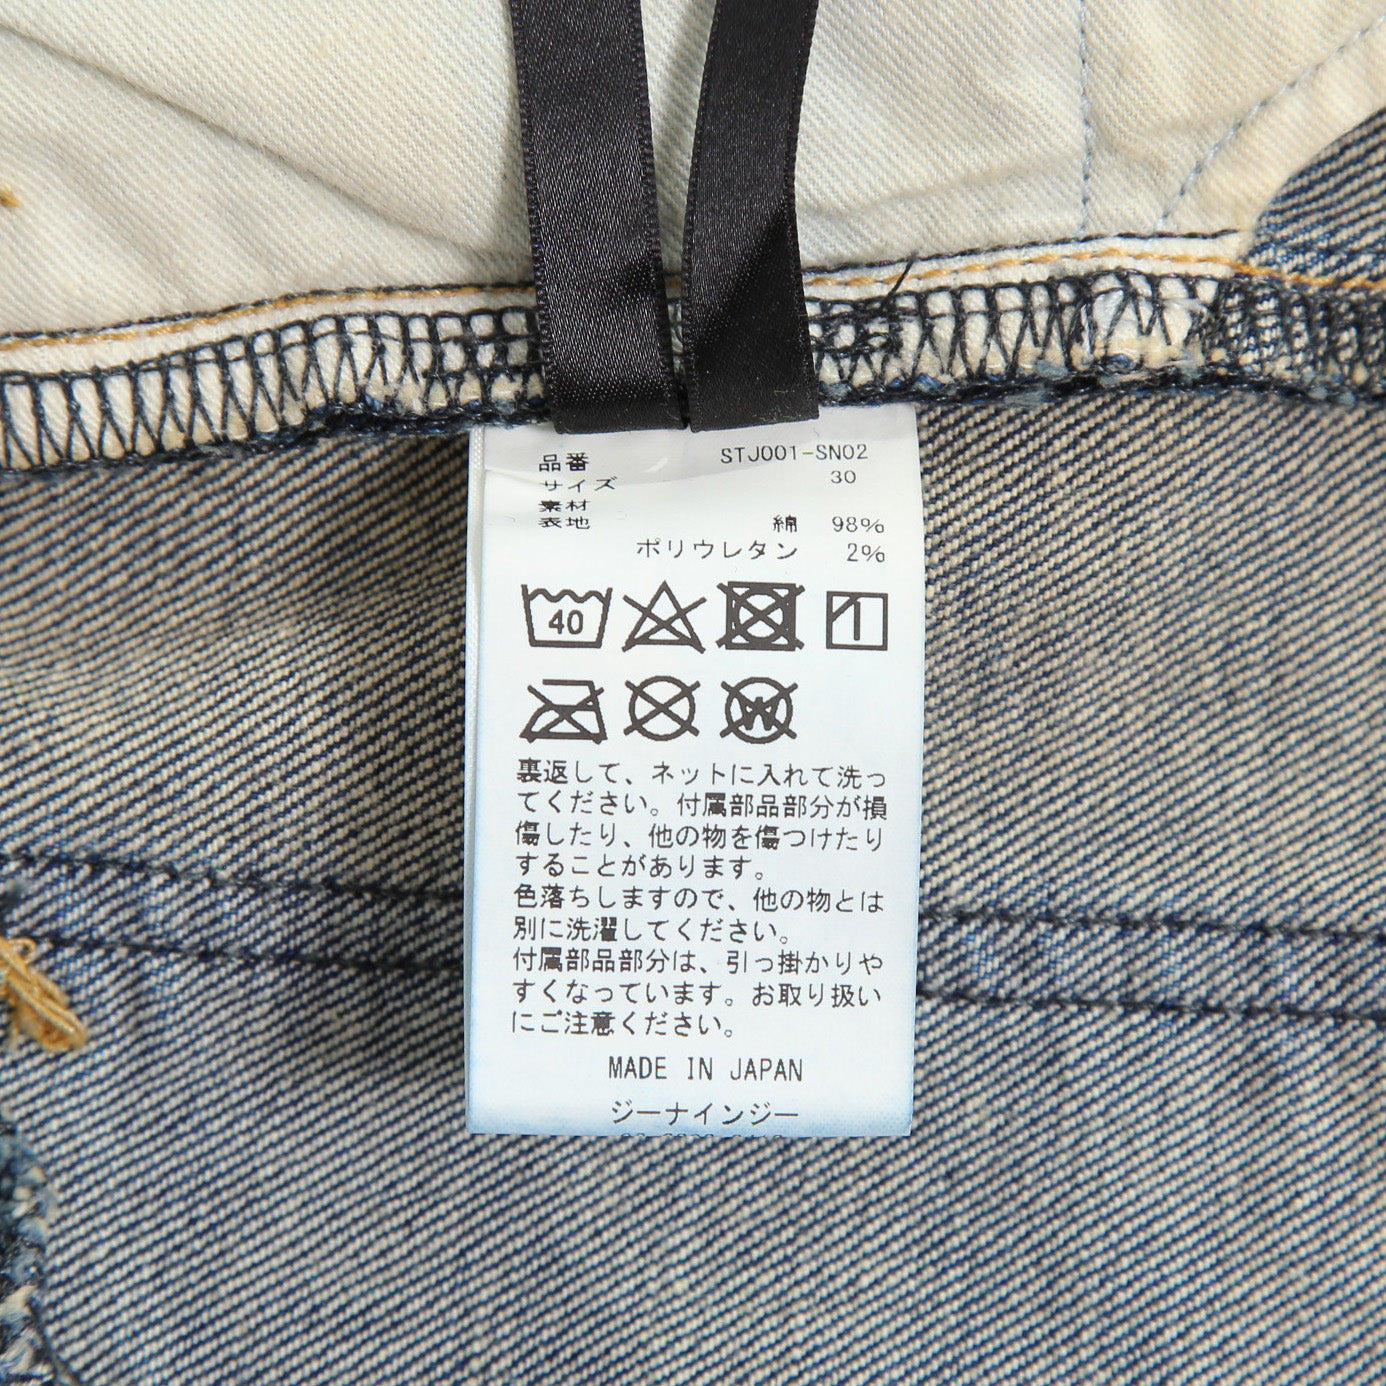 品番 STJ001-SN02
サイズ 30
素材
表地 綿 98%
ポリウレタン 2%
40
W
裏返して、ネットに入れて洗っ
てください。付属部品部分が損
傷したり、他の物を傷つけたり
することがあります。
色落ちしますので、他の物とは
別に洗濯してください。
付属部品部分は、引っ掛かりや
すくなっています。お取り扱い
にご注意ください。
MADE IN JAPAN
ジーナインジー